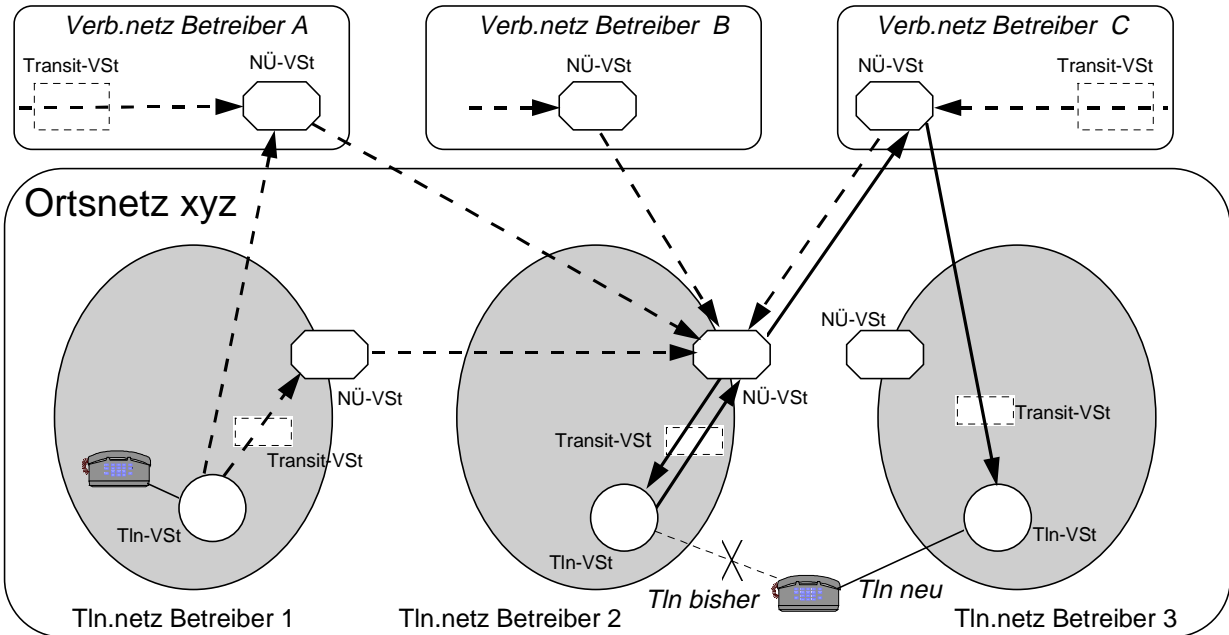 Verb.netz Betreiber A
Verb.netz Betreiber B
Verb.netz Betreiber C
Transit-VSt
NÜ-VSt
NÜ-VSt
NÜ-VSt
Transit-VSt
Ortsnetz xyz
NÜ-VSt
NÜ-VSt
NÜ-VSt
Transit-VSt
Transit-VSt
Transit-VSt
Tln-VSt
Tln-VSt
Tln-VSt
Tln bisher
Tln neu
Tln.netz Betreiber 1
Tln.netz Betreiber 2
Tln.netz Betreiber 3